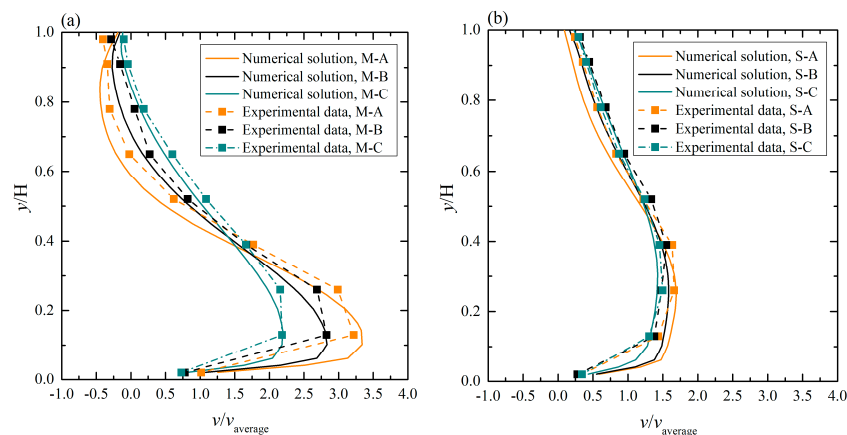 (a)
Numerical solution, M-A
Numerical solution, M-B
Numerical solution, M-C
Experimental data, M-A
Experimental data, M-B
Experimental data, M-C
1.0
0.8
0.6
0.4
0.2
0.0
y/H
-1.0 -0.5 0.0 0.5 1.0 1.5 2.0 2.5 3.0 3.5 4.0
v/vaverage
(b)
Numerical solution, S-A
Numerical solution, S-B
Numerical solution, S-C
Experimental data, S-A
Experimental data, S-B
Experimental data, S-C
1.0
0.8
0.6
0.4
0.2
0.0
y/H
-1.0 -0.5 0.0 0.5 1.0 1.5 2.0 2.5 3.0 3.5 4.0
v/vaverage